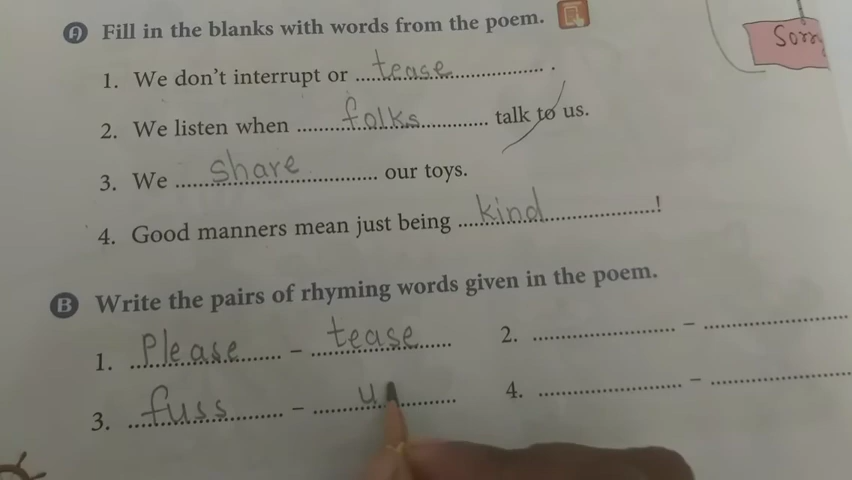 A Fill in the blanks with words from the poem.
Sorry
1. We don't interrupt or tease .
2. We listen when folks talk to us.
3. We share our toys.
4. Good manners mean just being kind !
B Write the pairs of rhyming words given in the poem.
1. Please – tease 2. –
3. fuss – u 4. –